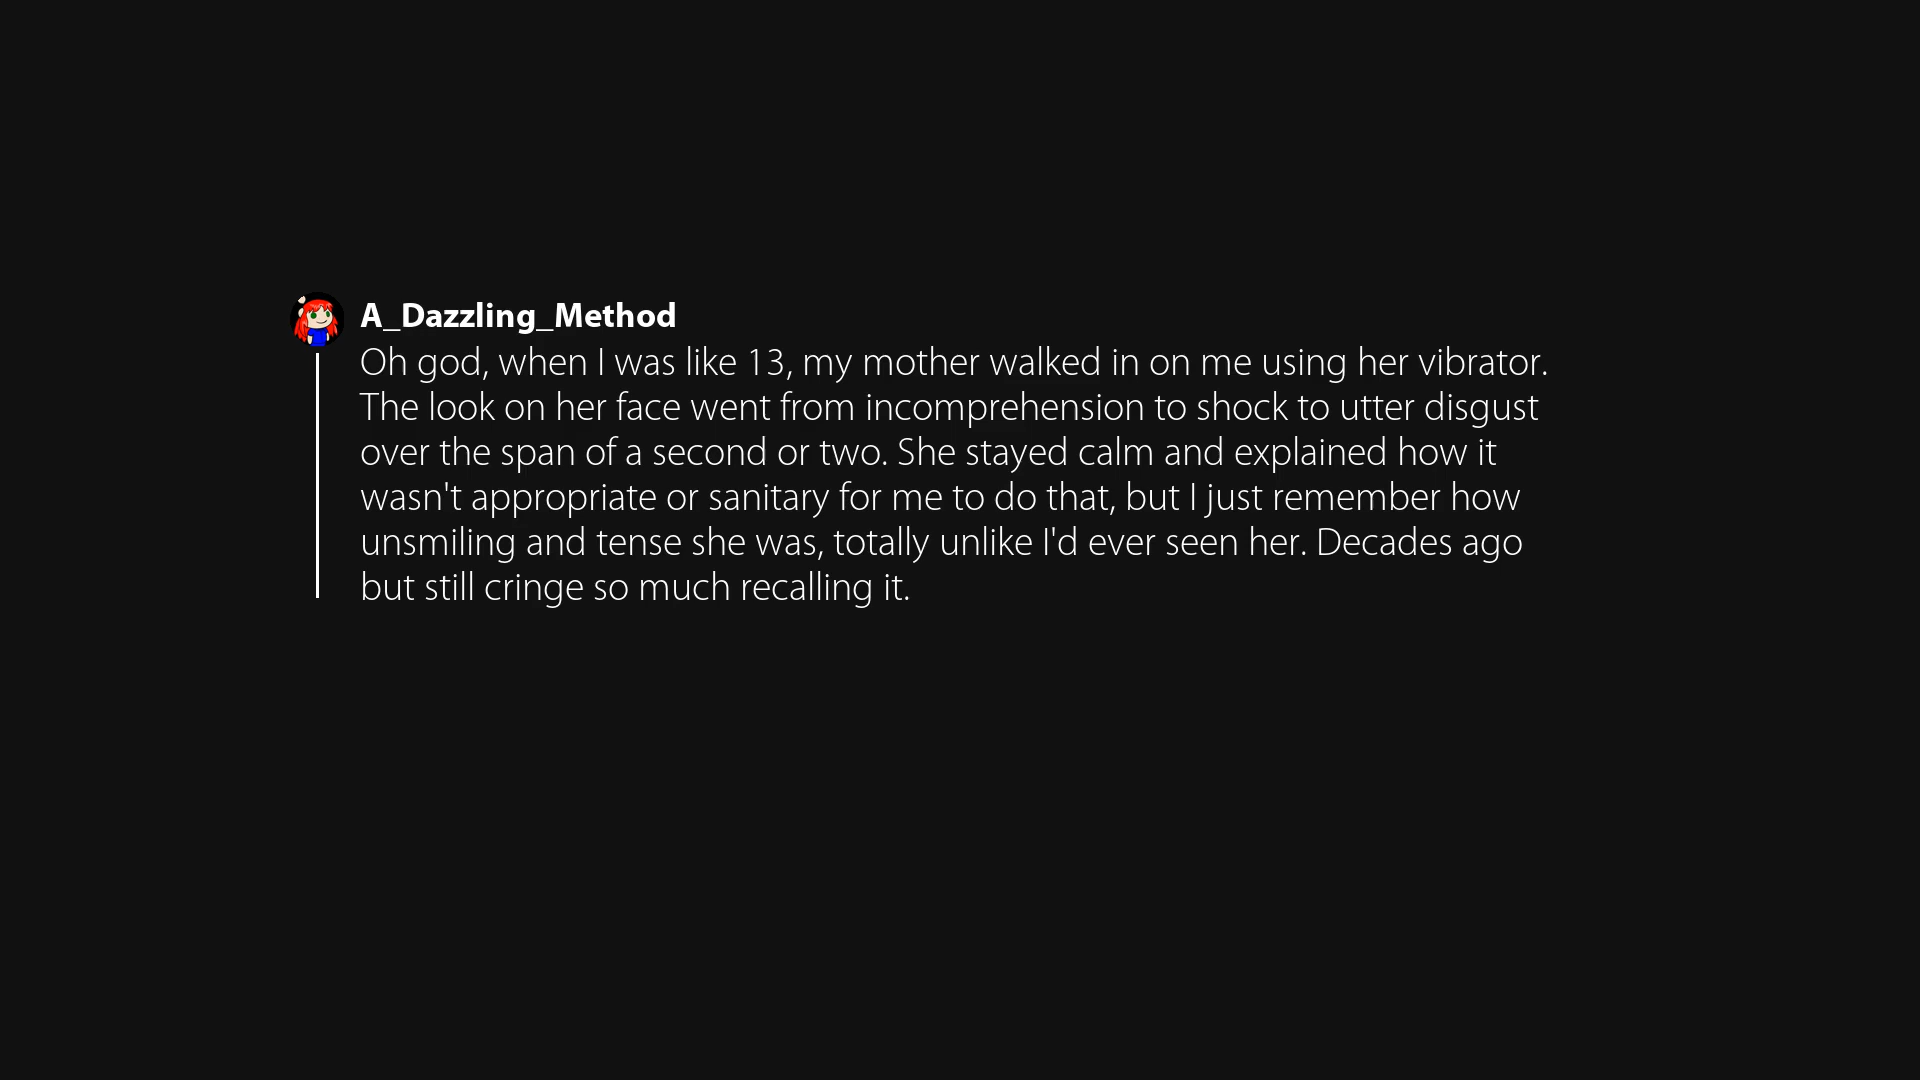 A_Dazzling_Method
Oh god, when I was like 13, my mother walked in on me using her vibrator.
The look on her face went from incomprehension to shock to utter disgust
over the span of a second or two. She stayed calm and explained how it
wasn't appropriate or sanitary for me to do that, but I just remember how
unsmiling and tense she was, totally unlike I'd ever seen her. Decades ago
but still cringe so much recalling it.